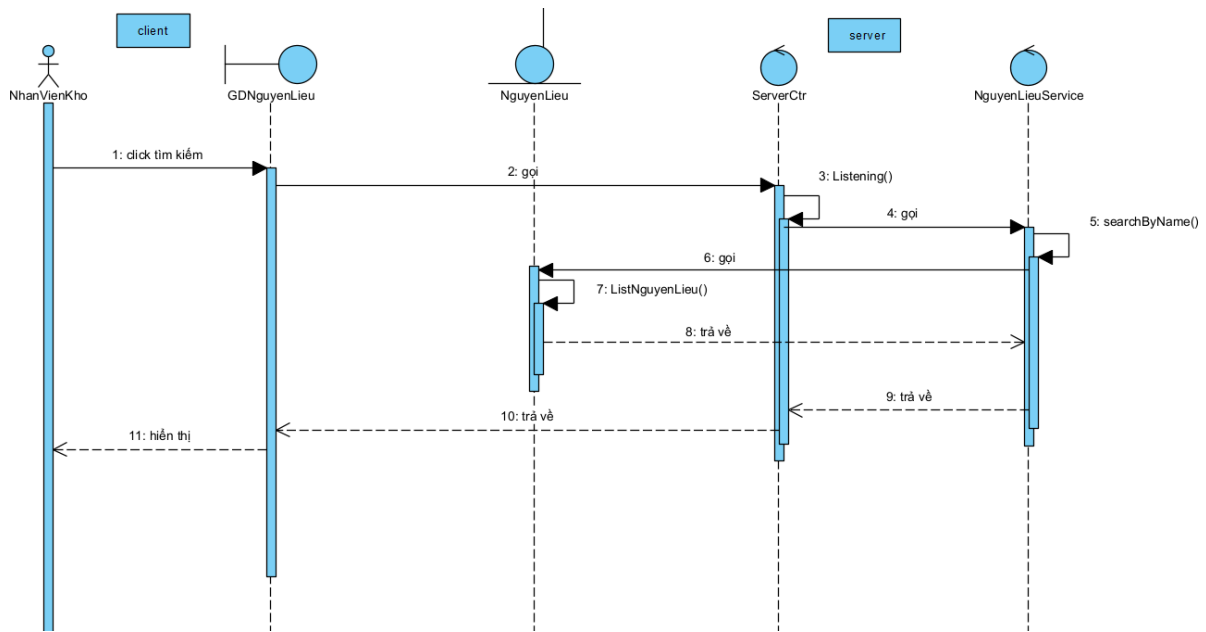 client
server
NhanVienKho
GDNguyenLieu
NguyenLieu
ServerCtr
NguyenLieuService
1: click tìm kiếm
2: gọi
3: Listening()
4: gọi
5: searchByName()
6: gọi
7: ListNguyenLieu()
8: trả về
9: trả về
10: trả về
11: hiển thị